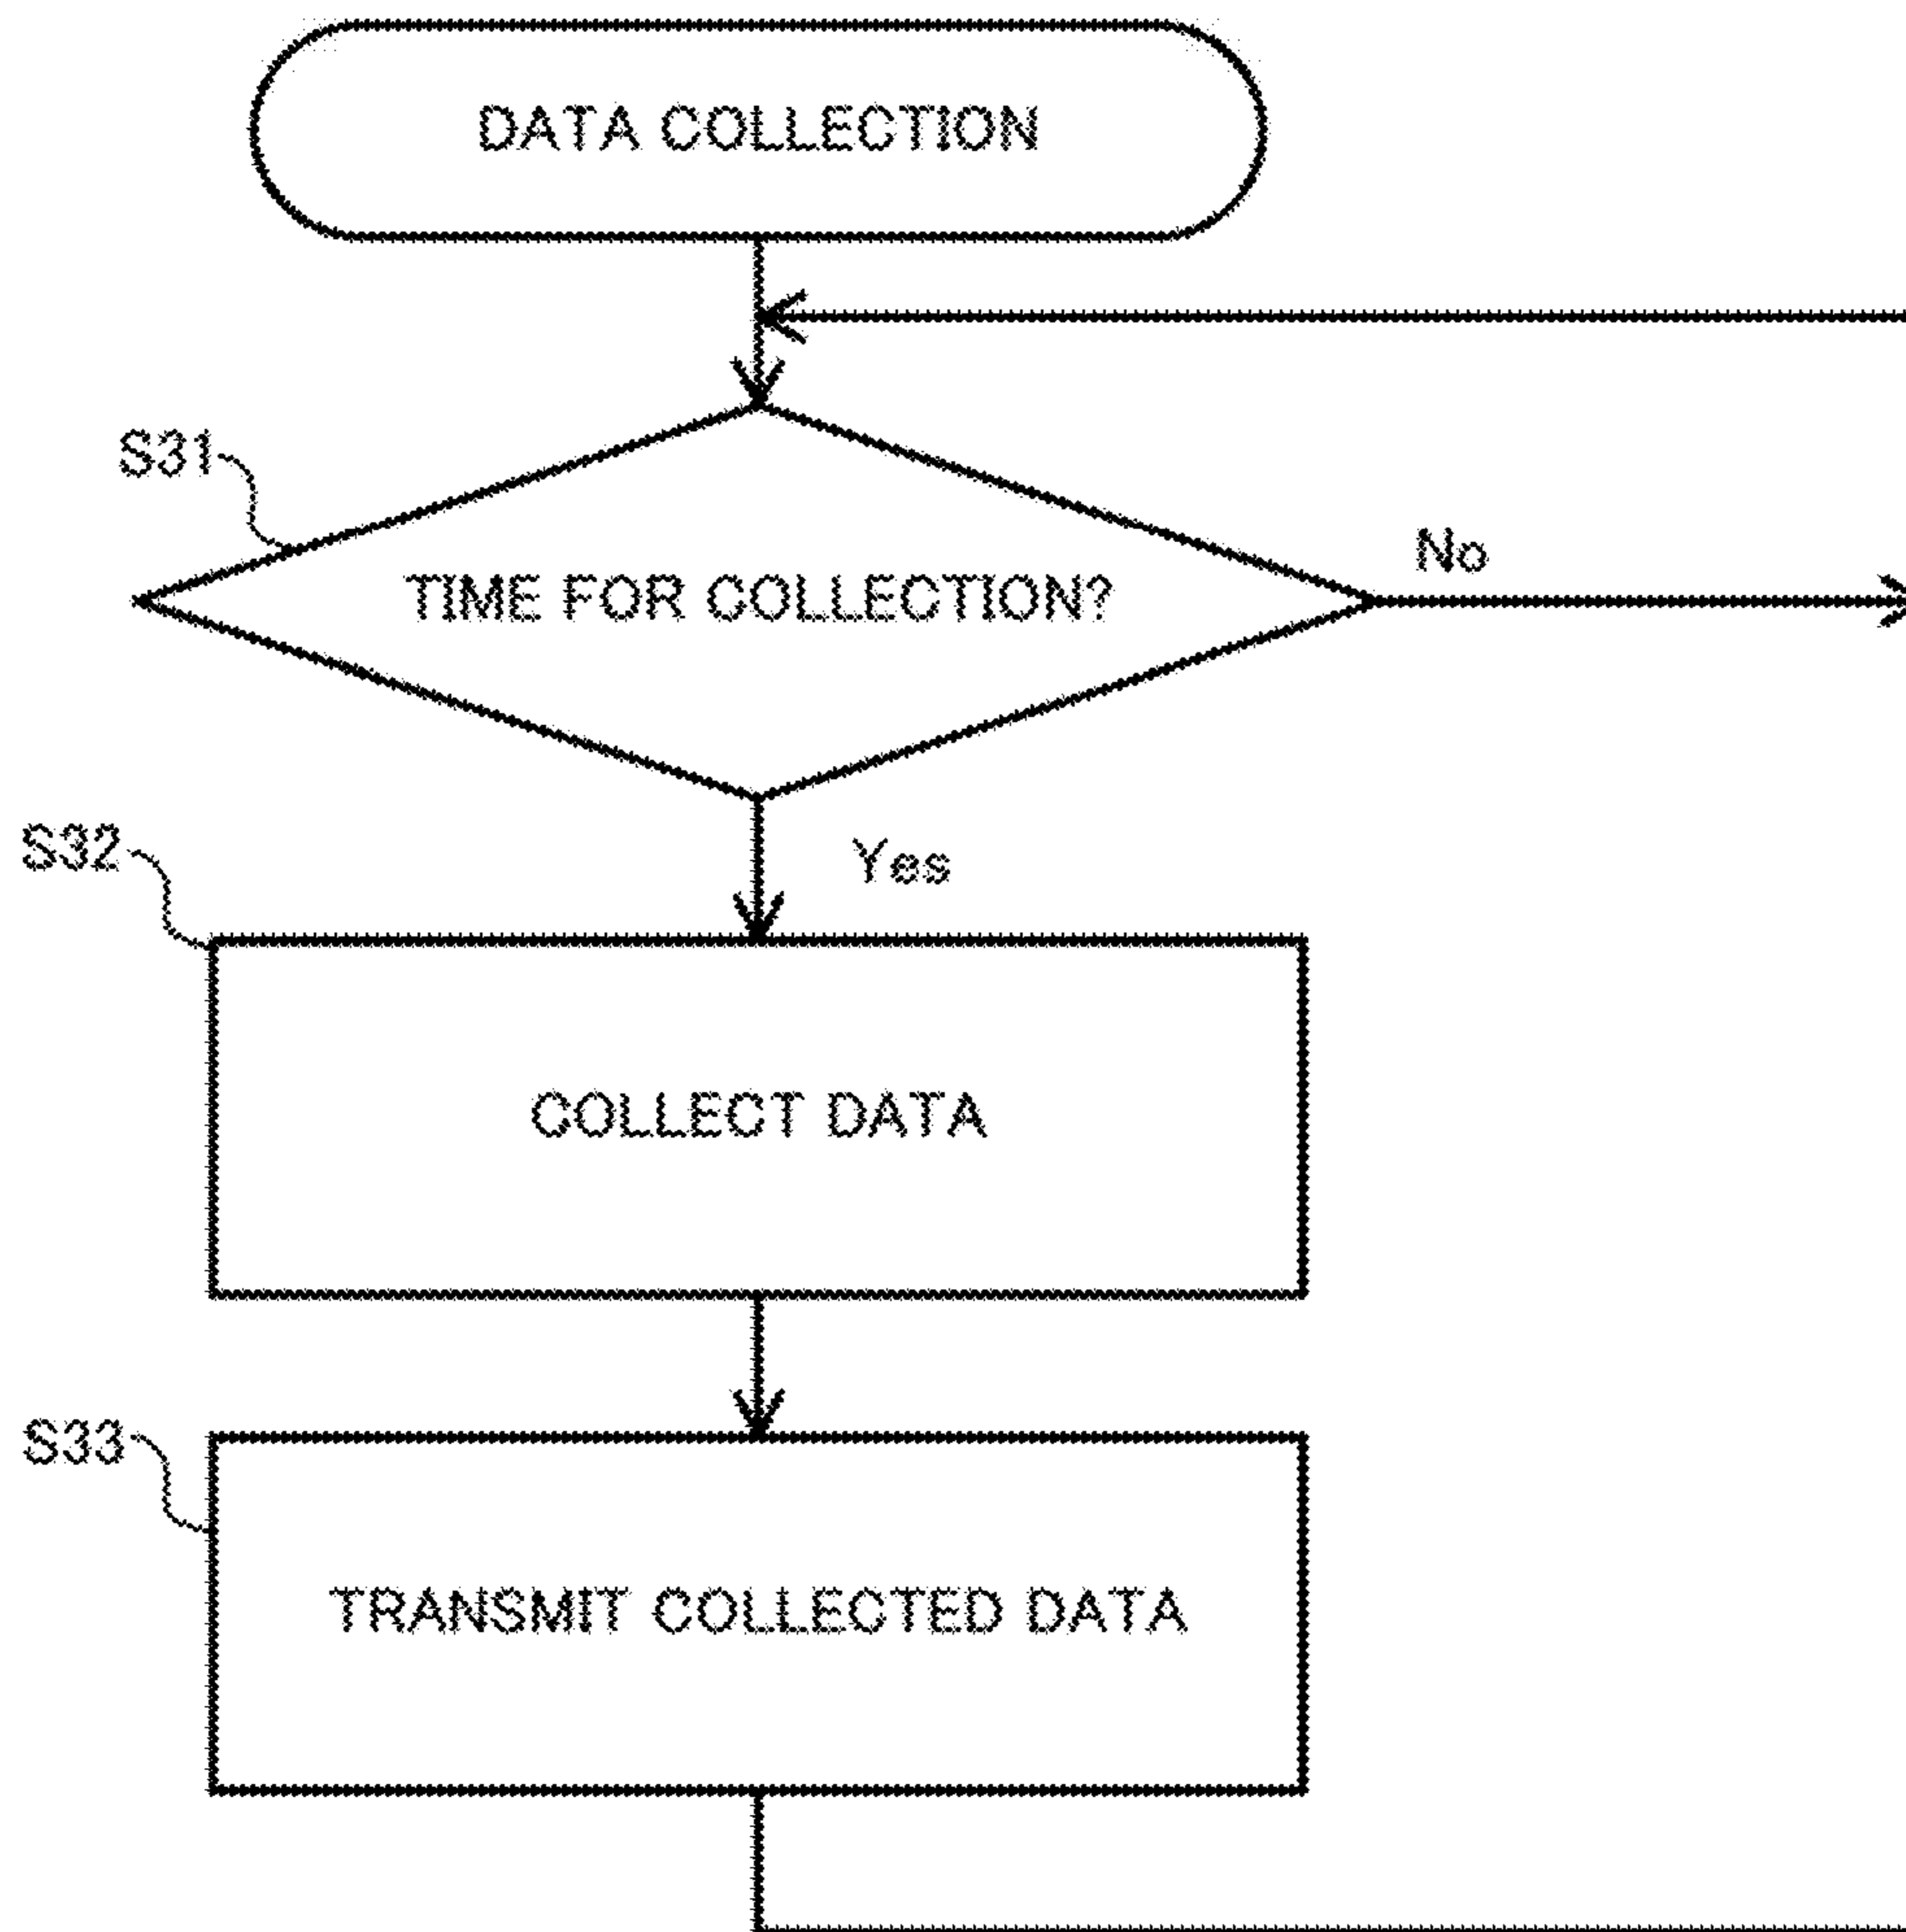 DATA COLLECTION
S31
No
TIME FOR COLLECTION?
Yes
S32
COLLECT DATA
S33
TRANSMIT COLLECTED DATA